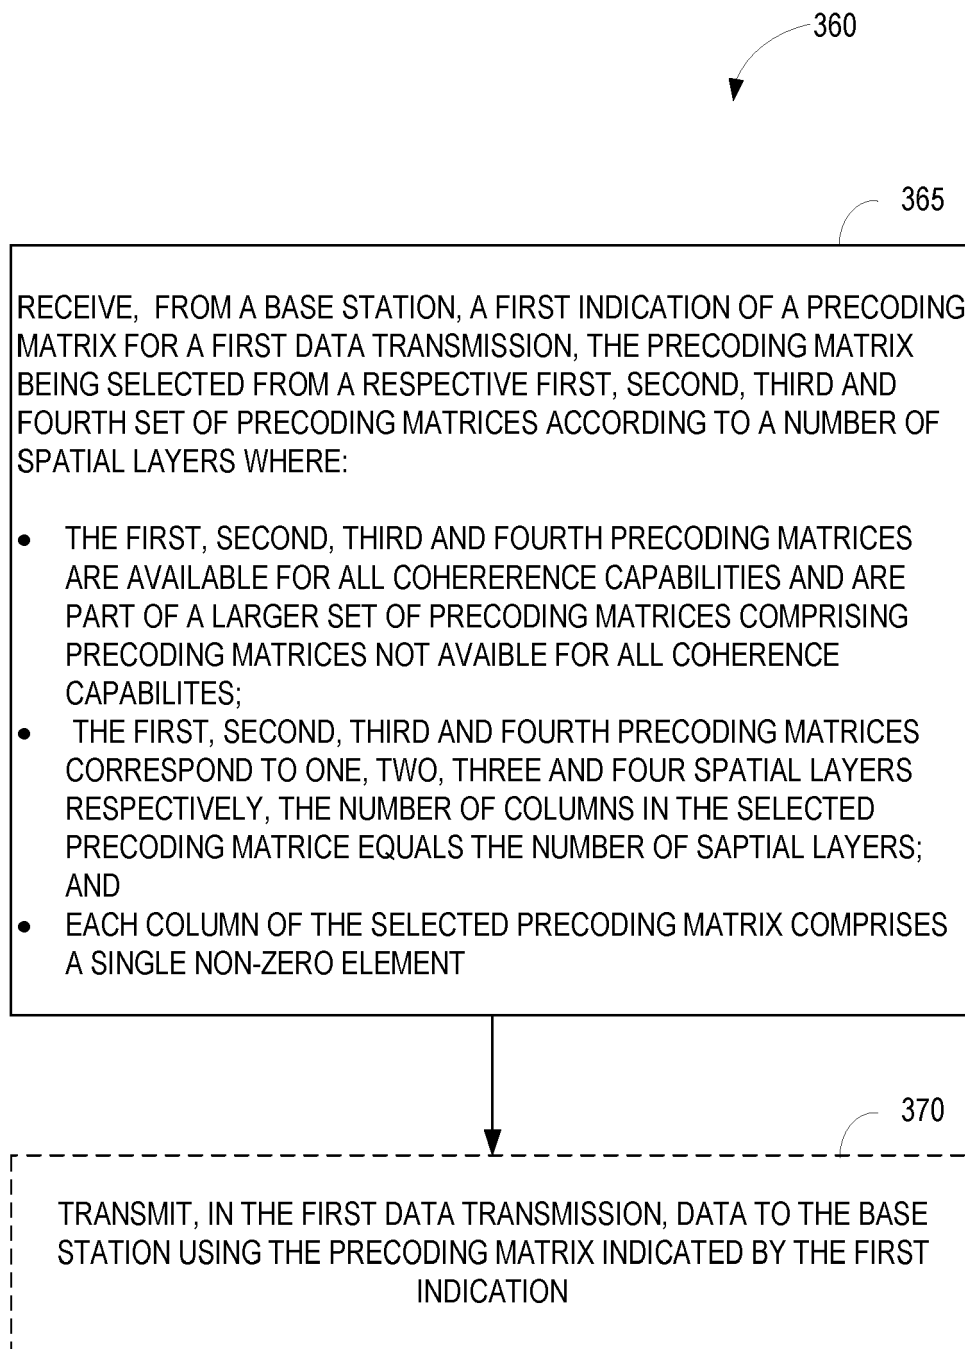 360
365
RECEIVE, FROM A BASE STATION, A FIRST INDICATION OF A PRECODING
MATRIX FOR A FIRST DATA TRANSMISSION, THE PRECODING MATRIX
BEING SELECTED FROM A RESPECTIVE FIRST, SECOND, THIRD AND
FOURTH SET OF PRECODING MATRICES ACCORDING TO A NUMBER OF
SPATIAL LAYERS WHERE:
• THE FIRST, SECOND, THIRD AND FOURTH PRECODING MATRICES
ARE AVAILABLE FOR ALL COHERERENCE CAPABILITIES AND ARE
PART OF A LARGER SET OF PRECODING MATRICES COMPRISING
PRECODING MATRICES NOT AVAIBLE FOR ALL COHERENCE
CAPABILITES;
• THE FIRST, SECOND, THIRD AND FOURTH PRECODING MATRICES
CORRESPOND TO ONE, TWO, THREE AND FOUR SPATIAL LAYERS
RESPECTIVELY, THE NUMBER OF COLUMNS IN THE SELECTED
PRECODING MATRICE EQUALS THE NUMBER OF SAPTIAL LAYERS;
AND
• EACH COLUMN OF THE SELECTED PRECODING MATRIX COMPRISES
A SINGLE NON-ZERO ELEMENT
370
TRANSMIT, IN THE FIRST DATA TRANSMISSION, DATA TO THE BASE
STATION USING THE PRECODING MATRIX INDICATED BY THE FIRST
INDICATION